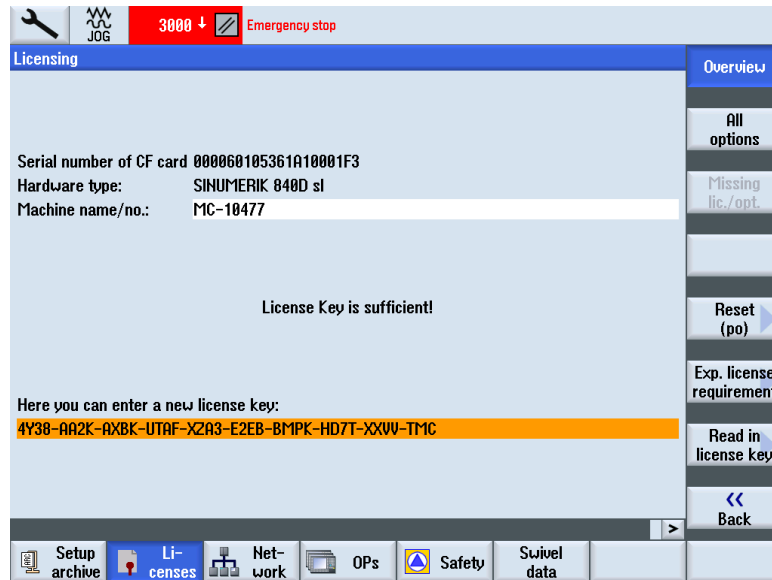 JOG
3000 Emergency stop
Licensing
Overview
All
options
Serial number of CF card 000060105361A10001F3
Hardware type: SINUMERIK 840D sl
Missing
lic./opt.
Machine name/no.: MC-10477
License Key is sufficient!
Reset
(po)
Exp. license
requirement
Here you can enter a new license key:
4Y38-AA2K-AXBK-UTAF-XZA3-E2EB-BMPK-HD7T-XXVV-TMC
Read in
license key
<<
Back
>
Setup
archive
Li-
censes
Net-
work
OPs
Safety
Swivel
data